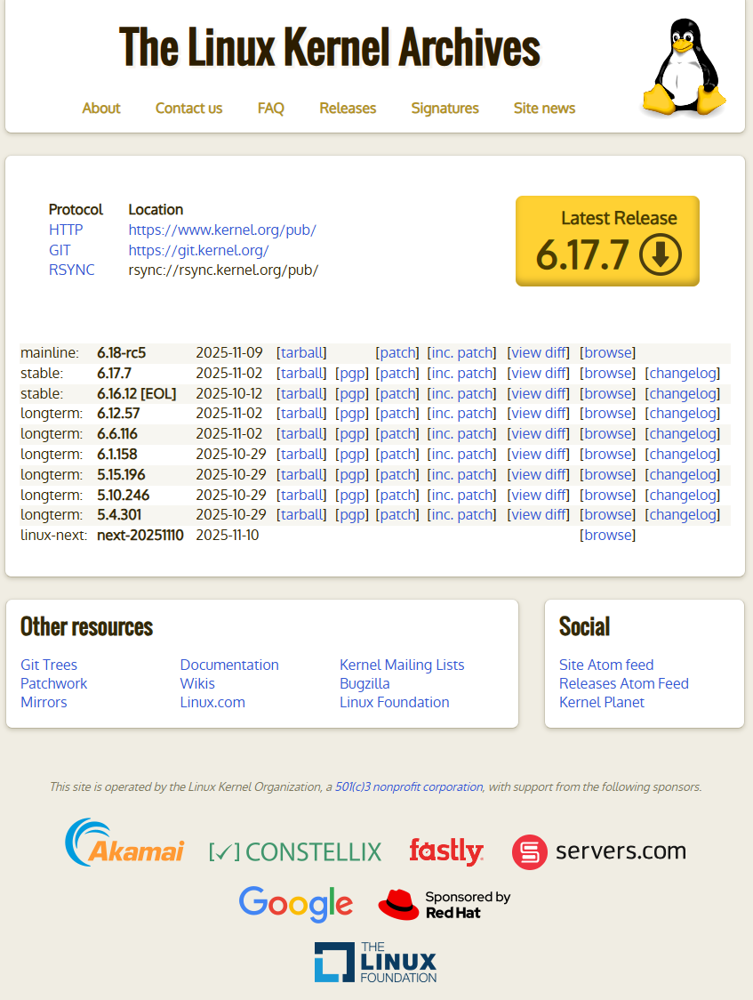 The Linux Kernel Archives
About Contact us FAQ Releases Signatures Site news
Protocol Location
HTTP https://www.kernel.org/pub/
GIT https://git.kernel.org/
RSYNC rsync://rsync.kernel.org/pub/
Latest Release
6.17.7
mainline: 6.18-rc5 2025-11-09 [tarball] [patch] [inc. patch] [view diff] [browse]
stable: 6.17.7 2025-11-02 [tarball] [pgp] [patch] [inc. patch] [view diff] [browse] [changelog]
stable: 6.16.12 [EOL] 2025-10-12 [tarball] [pgp] [patch] [inc. patch] [view diff] [browse] [changelog]
longterm: 6.12.57 2025-11-02 [tarball] [pgp] [patch] [inc. patch] [view diff] [browse] [changelog]
longterm: 6.6.116 2025-11-02 [tarball] [pgp] [patch] [inc. patch] [view diff] [browse] [changelog]
longterm: 6.1.158 2025-10-29 [tarball] [pgp] [patch] [inc. patch] [view diff] [browse] [changelog]
longterm: 5.15.196 2025-10-29 [tarball] [pgp] [patch] [inc. patch] [view diff] [browse] [changelog]
longterm: 5.10.246 2025-10-29 [tarball] [pgp] [patch] [inc. patch] [view diff] [browse] [changelog]
longterm: 5.4.301 2025-10-29 [tarball] [pgp] [patch] [inc. patch] [view diff] [browse] [changelog]
linux-next: next-20251110 2025-11-10 [browse]
Other resources
Git Trees Documentation Kernel Mailing Lists
Patchwork Wikis Bugzilla
Mirrors Linux.com Linux Foundation
Social
Site Atom feed
Releases Atom Feed
Kernel Planet
This site is operated by the Linux Kernel Organization, a 501(c)3 nonprofit corporation, with support from the following sponsors.
Akamai [✓] CONSTELLIX fastly servers.com
Google Sponsored by
Red Hat
THE
LINUX
FOUNDATION